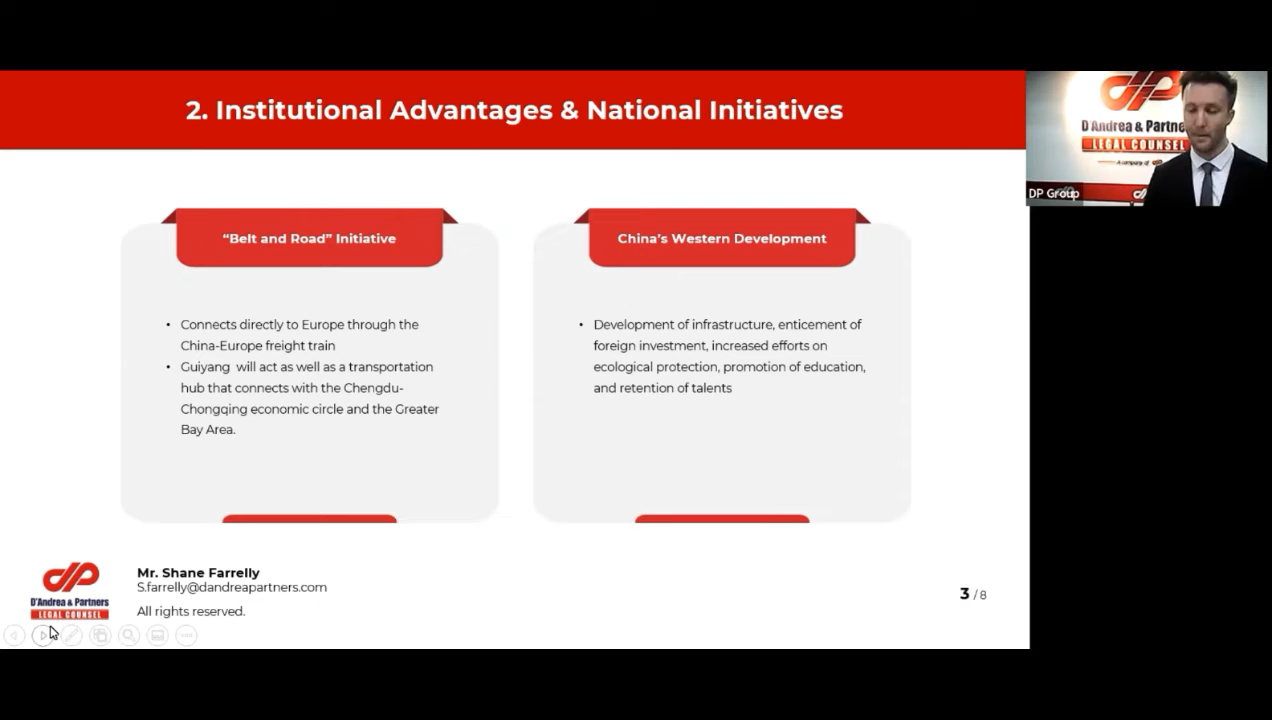 2. Institutional Advantages & National Initiatives
“Belt and Road” Initiative
• Connects directly to Europe through the
China-Europe freight train
• Guiyang will act as well as a transportation
hub that connects with the Chengdu-
Chongqing economic circle and the Greater
Bay Area.
China's Western Development
• Development of infrastructure, enticement of
foreign investment, increased efforts on
ecological protection, promotion of education,
and retention of talents
D'Andrea & Partners
LEGAL COUNSEL
Mr. Shane Farrelly
S.farrelly@dandreapartners.com
All rights reserved.
3 / 8
D'Andrea & Partne
LEGAL COUNSEL
A company of
DP Group